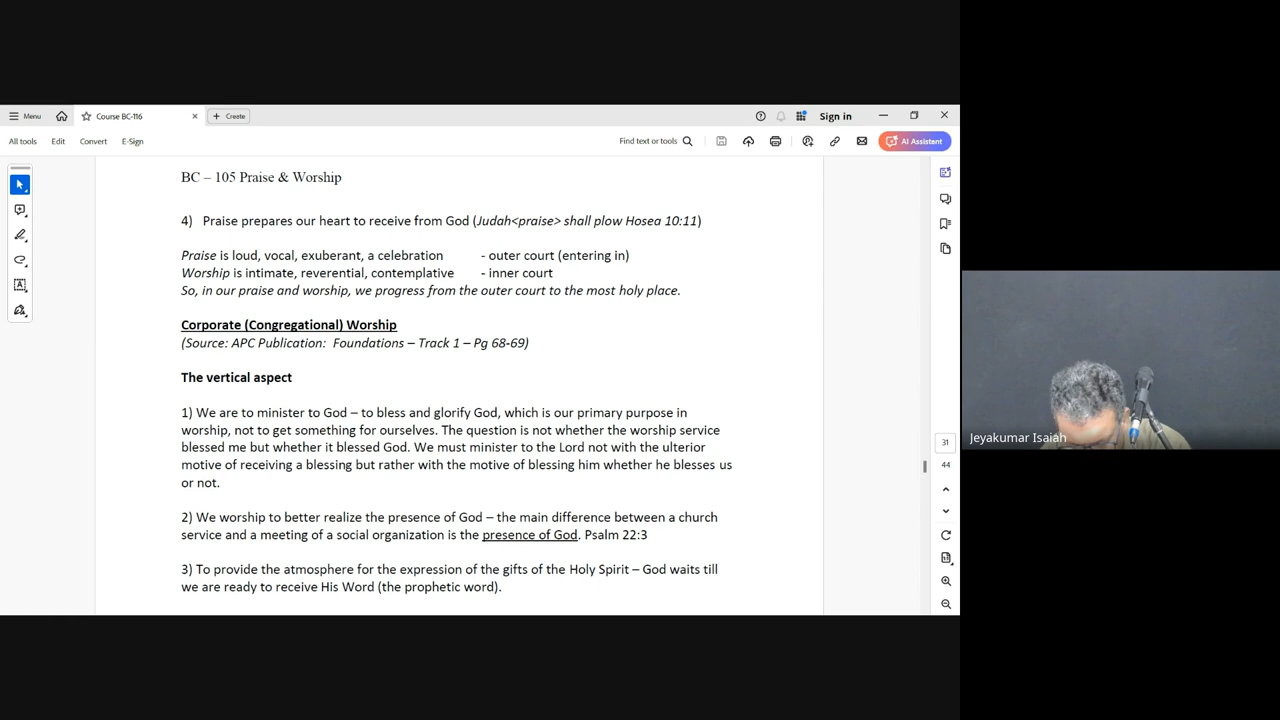 Menu
Course BC-116
Create
Sign in
All tools
Edit
Convert
E-Sign
Find text or tools
AI Assistant
BC – 105 Praise & Worship
4) Praise prepares our heart to receive from God (Judah<praise> shall plow Hosea 10:11)
Praise is loud, vocal, exuberant, a celebration - outer court (entering in)
Worship is intimate, reverential, contemplative - inner court
So, in our praise and worship, we progress from the outer court to the most holy place.
Corporate (Congregational) Worship
(Source: APC Publication: Foundations – Track 1 – Pg 68-69)
The vertical aspect
1) We are to minister to God – to bless and glorify God, which is our primary purpose in
worship, not to get something for ourselves. The question is not whether the worship service
blessed me but whether it blessed God. We must minister to the Lord not with the ulterior
motive of receiving a blessing but rather with the motive of blessing him whether he blesses us
or not.
2) We worship to better realize the presence of God – the main difference between a church
service and a meeting of a social organization is the presence of God. Psalm 22:3
3) To provide the atmosphere for the expression of the gifts of the Holy Spirit – God waits till
we are ready to receive His Word (the prophetic word).
31
44
Jeyakumar Isaiah